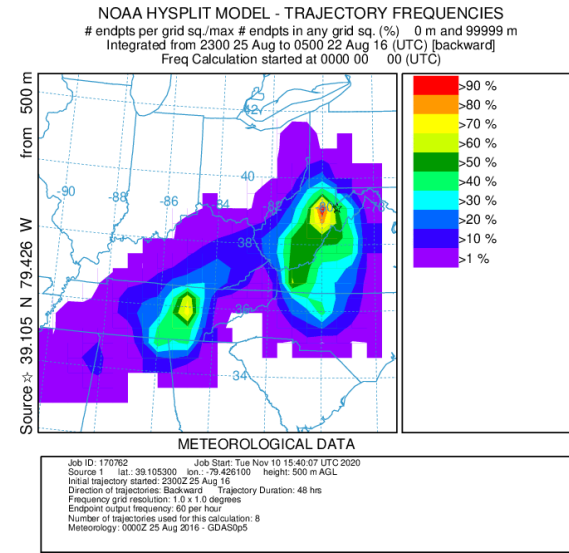 NOAA HYSPLIT MODEL - TRAJECTORY FREQUENCIES
# endpts per grid sq./max # endpts in any grid sq. (%) 0 m and 99999 m
Integrated from 2300 25 Aug to 0500 22 Aug 16 (UTC) [backward]
Freq Calculation started at 0000 00 00 (UTC)
Source ☆ 39.105 N 79.426 W from 500 m
42
40
-90
-88
-86
-84
38
36
34
>90 %
>80 %
>70 %
>60 %
>50 %
>40 %
>30 %
>20 %
>10 %
>1 %
METEOROLOGICAL DATA
Job ID: 170762 Job Start: Tue Nov 10 15:40:07 UTC 2020
Source 1 lat.: 39.105300 lon.: -79.426100 height: 500 m AGL
Initial trajectory started: 2300Z 25 Aug 16
Direction of trajectories: Backward Trajectory Duration: 48 hrs
Frequency grid resolution: 1.0 x 1.0 degrees
Endpoint output frequency: 60 per hour
Number of trajectories used for this calculation: 8
Meteorology: 0000Z 25 Aug 2016 - GDAS0p5